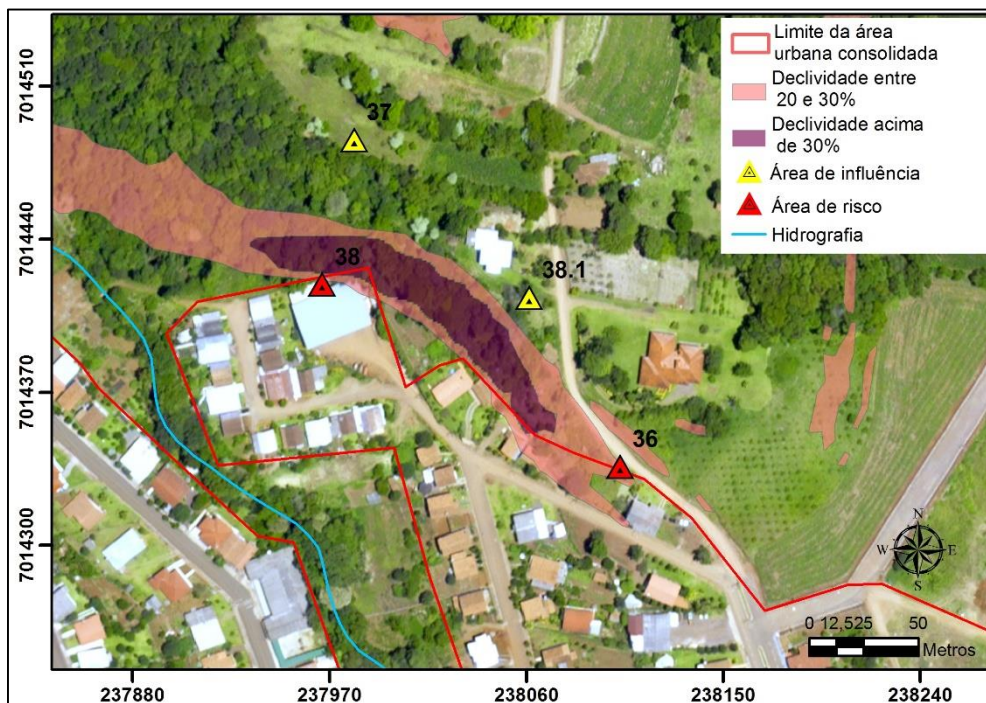 Limite da área
urbana consolidada
Declividade entre
20 e 30%
Declividade acima
de 30%
Área de influência
Área de risco
Hidrografia
7014510
7014440
7014370
7014300
37
38
38.1
36
N
W E
S
0 12,525 50
Metros
237880 237970 238060 238150 238240